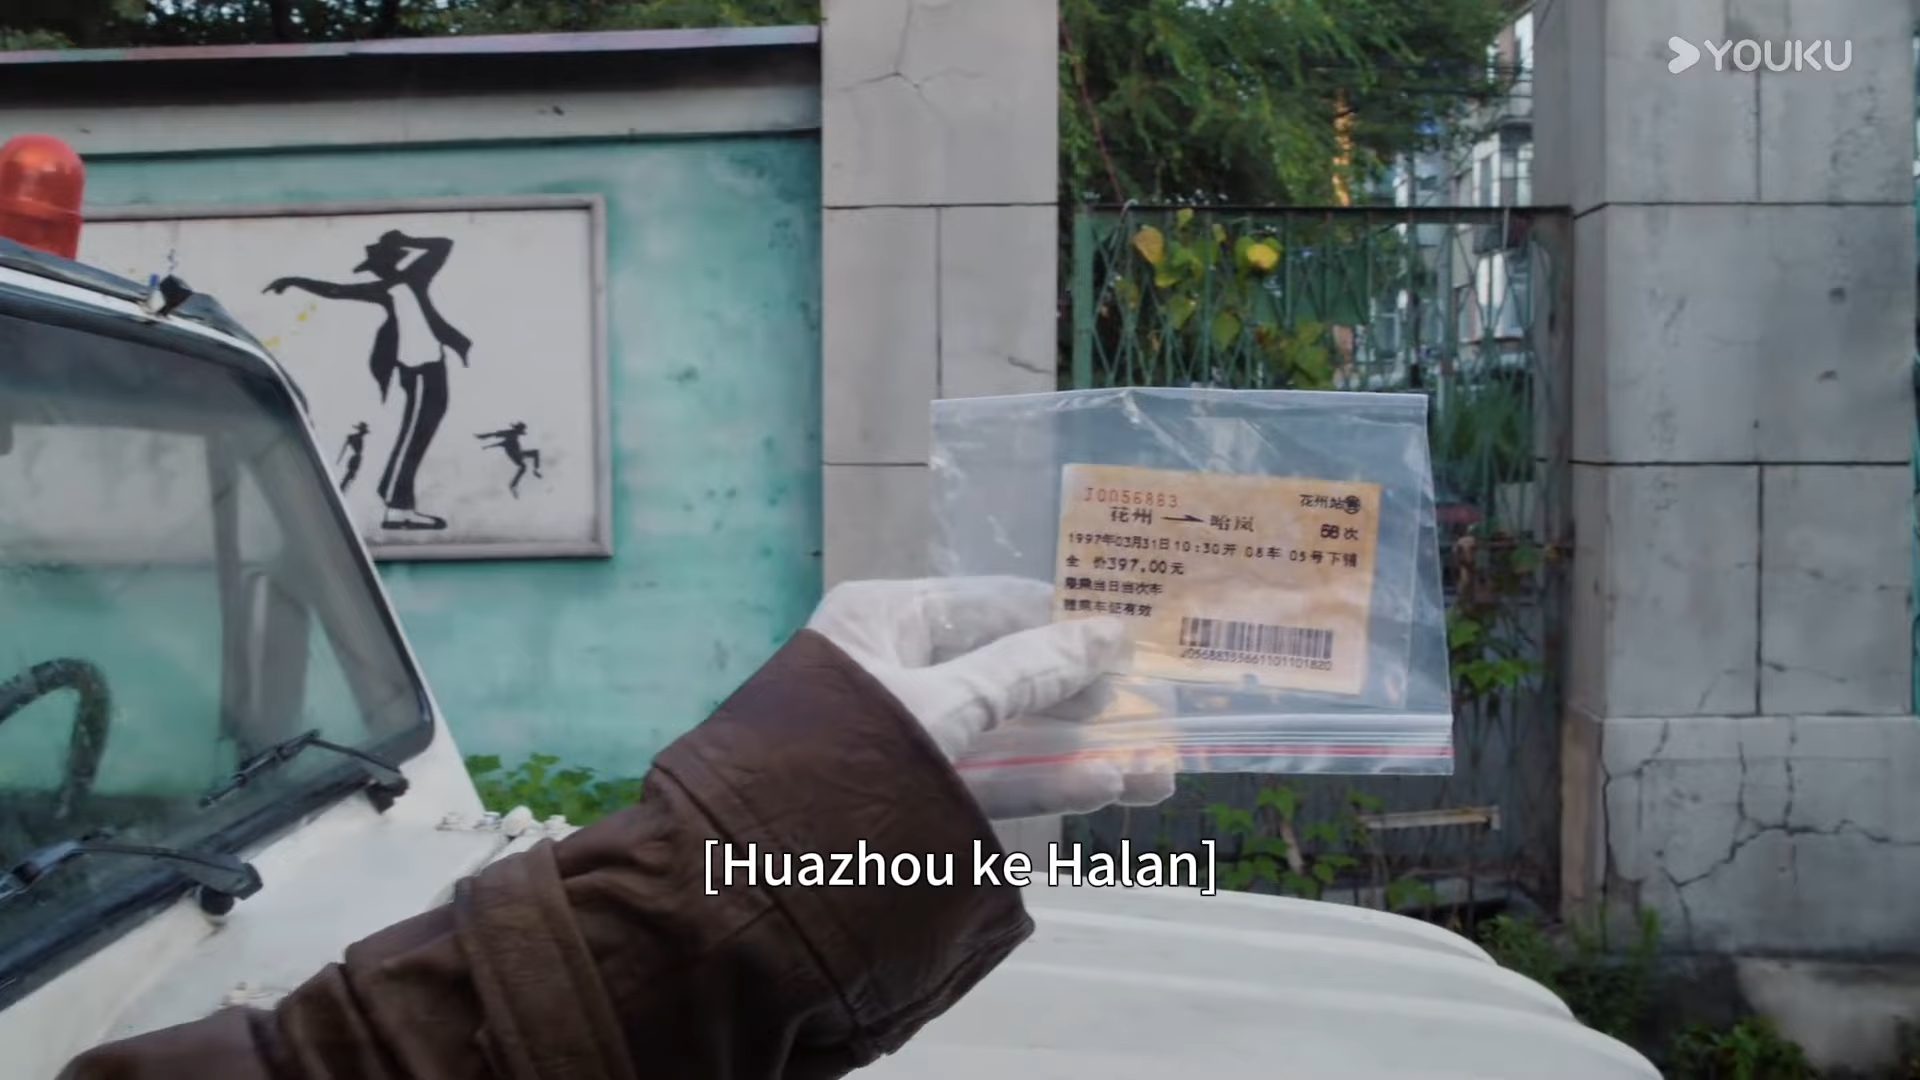 YOUKU
J0056883
花州站售
花州 → 哈岚
68次
1997年03月31日10:30开 08车 05号下铺
全 价397.00元
限乘当日当次车
[Huazhou ke Halan]